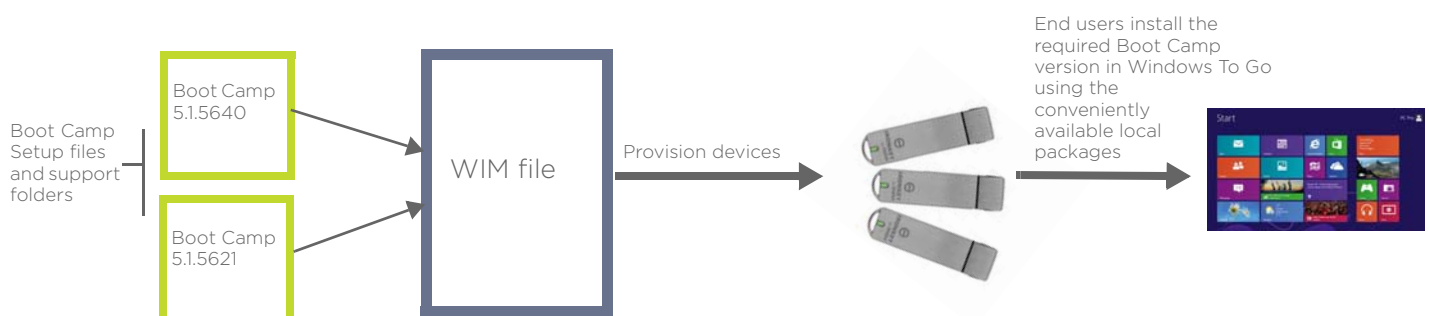 Boot Camp
Setup files
and support
folders
Boot Camp
5.1.5640
Boot Camp
5.1.5621
WIM file
Provision devices
End users install the
required Boot Camp
version in Windows To Go
using the
conveniently
available local
packages
Start